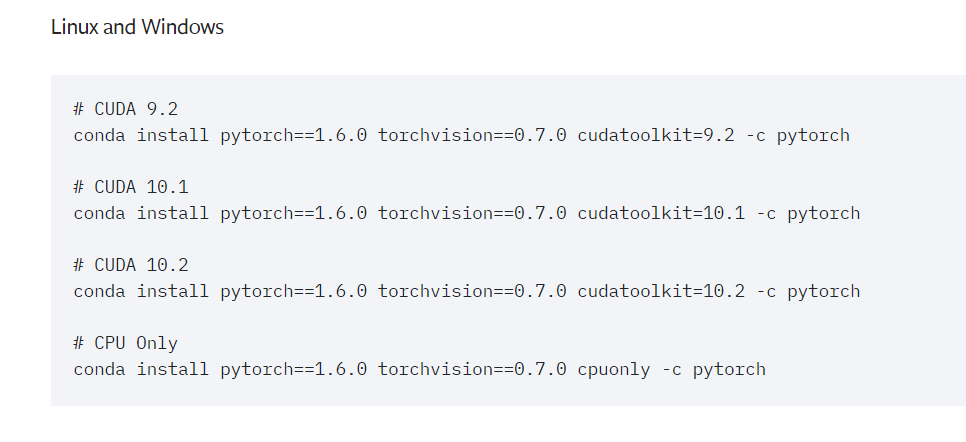 Linux and Windows
# CUDA 9.2
conda install pytorch==1.6.0 torchvision==0.7.0 cudatoolkit=9.2 -c pytorch
# CUDA 10.1
conda install pytorch==1.6.0 torchvision==0.7.0 cudatoolkit=10.1 -c pytorch
# CUDA 10.2
conda install pytorch==1.6.0 torchvision==0.7.0 cudatoolkit=10.2 -c pytorch
# CPU Only
conda install pytorch==1.6.0 torchvision==0.7.0 cpuonly -c pytorch